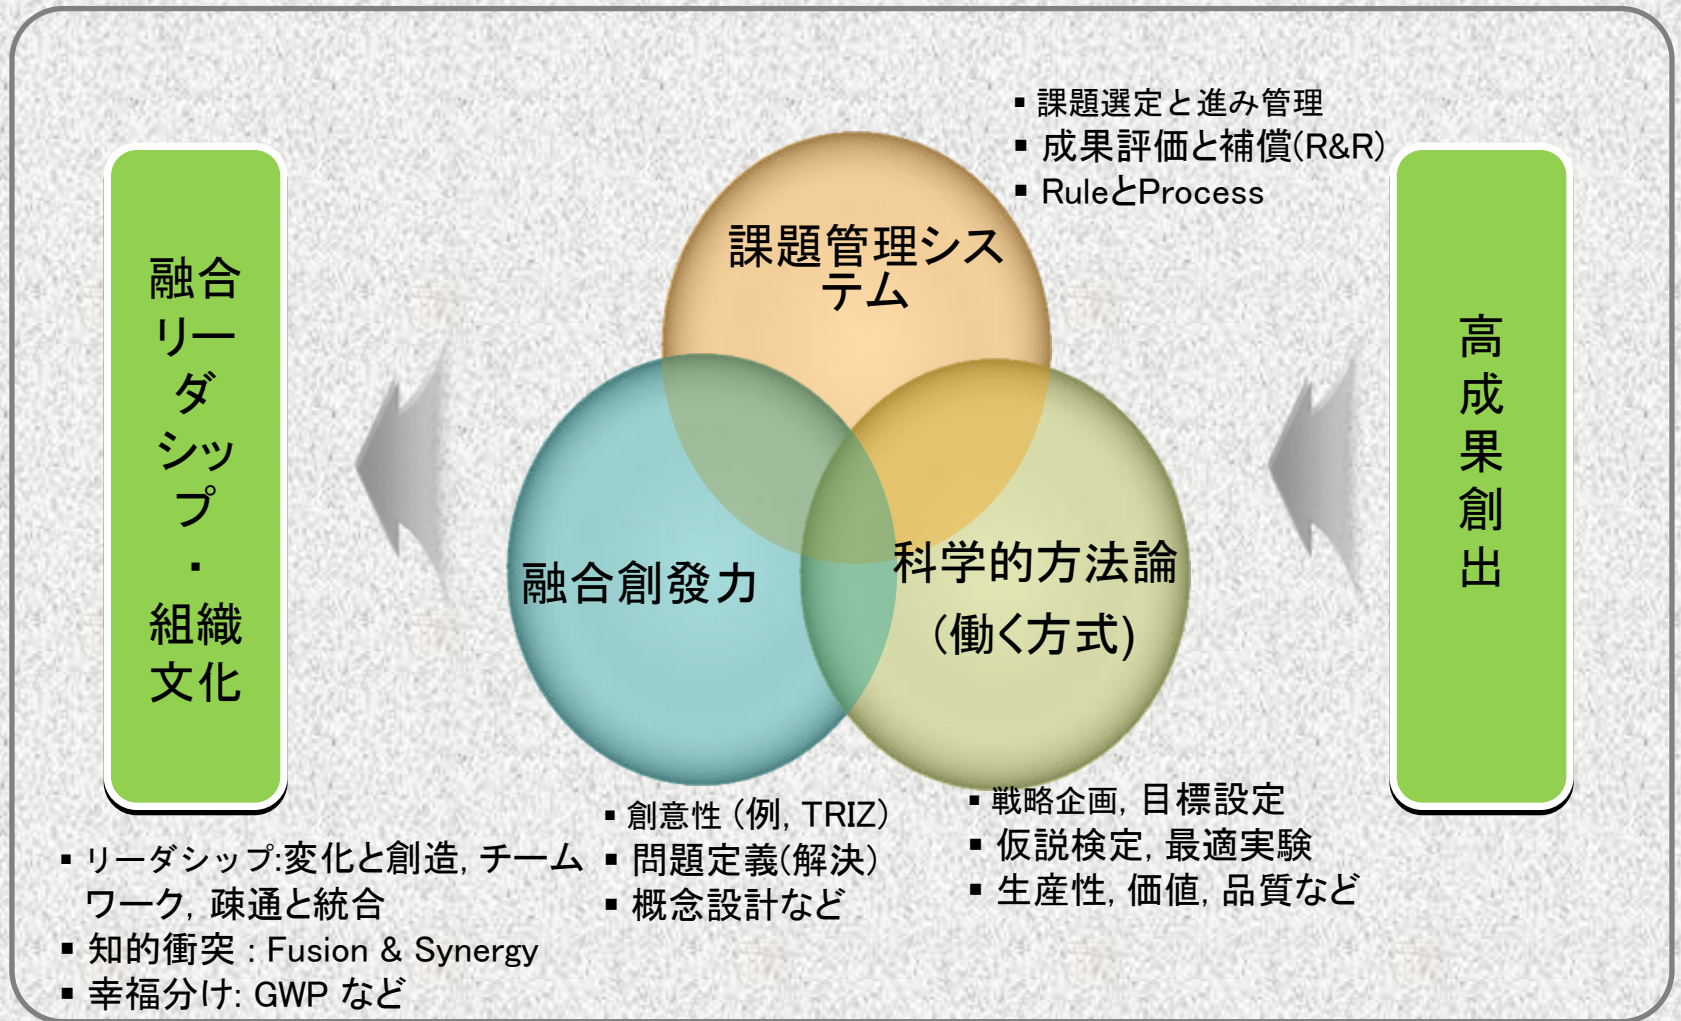 ▪ 課題選定と進み管理
▪ 成果評価と補償(R&R)
▪ RuleとProcess
融合
リー
ダ
シッ
プ
・
組織
文化
課題管理シス
テム
融合創發力
科学的方法論
(働く方式)
高
成
果
創
出
▪ リーダシップ:変化と創造, チーム
ワーク, 疎通と統合
▪ 知的衝突 : Fusion & Synergy
▪ 幸福分け: GWP など
▪ 創意性 (例, TRIZ)
▪ 問題定義(解決)
▪ 概念設計など
▪ 戦略企画, 目標設定
▪ 仮説検定, 最適実験
▪ 生産性, 価値, 品質など